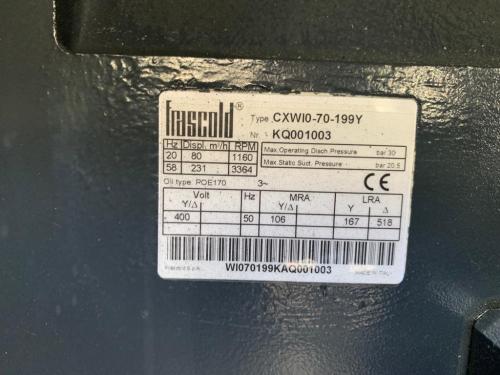 frascold®
Type CXWI0-70-199Y
Nr. KQ001003
Hz Displ. m³/h RPM
20 80 1160
58 231 3364
Max Operating Disch Pressure bar 30
Max Static Suct. Pressure bar 20.5
Oil type: POE170 3~
CE
Volt Hz MRA LRA
Y/Δ Y/Δ Y Δ
400 50 106 167 518
WI070199KAQ001003
Frascold S.p.A.
MADE IN ITALY